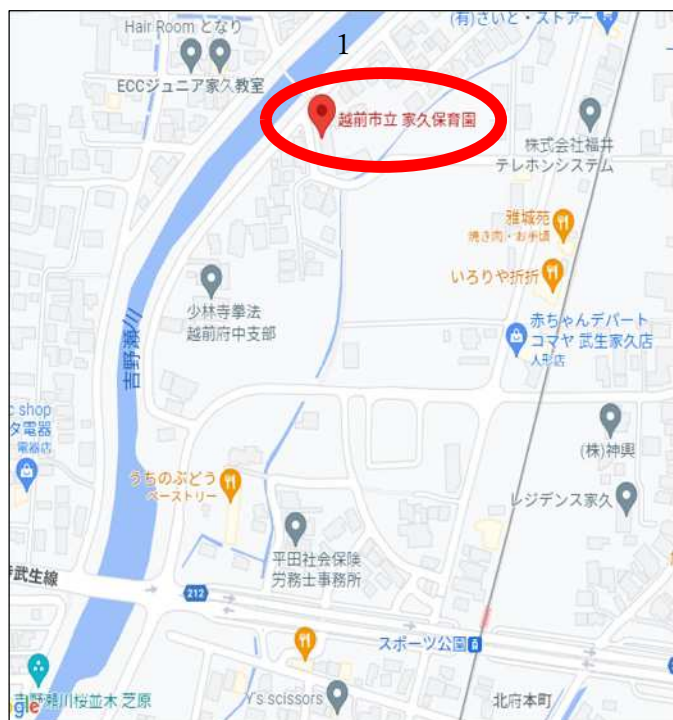 Hair Room となり
(有)さいと・ストアー
1
ECCジュニア家久教室
越前市立 家久保育園
株式会社福井
テレホンシステム
雅城苑
焼き肉・お手頃
いろりや折折
少林寺拳法
越前府中支部
赤ちゃんデパート
コマヤ 武生家久店
人形店
吉野瀬川
c shop
タ電器
電器店
(株)神興
うちのぶどう
ペーストリー
レジデンス家久
平田社会保険
労務士事務所
武生線
212
スポーツ公園
吉野瀬川桜並木 芝原
gle
Y's scissors
北府本町